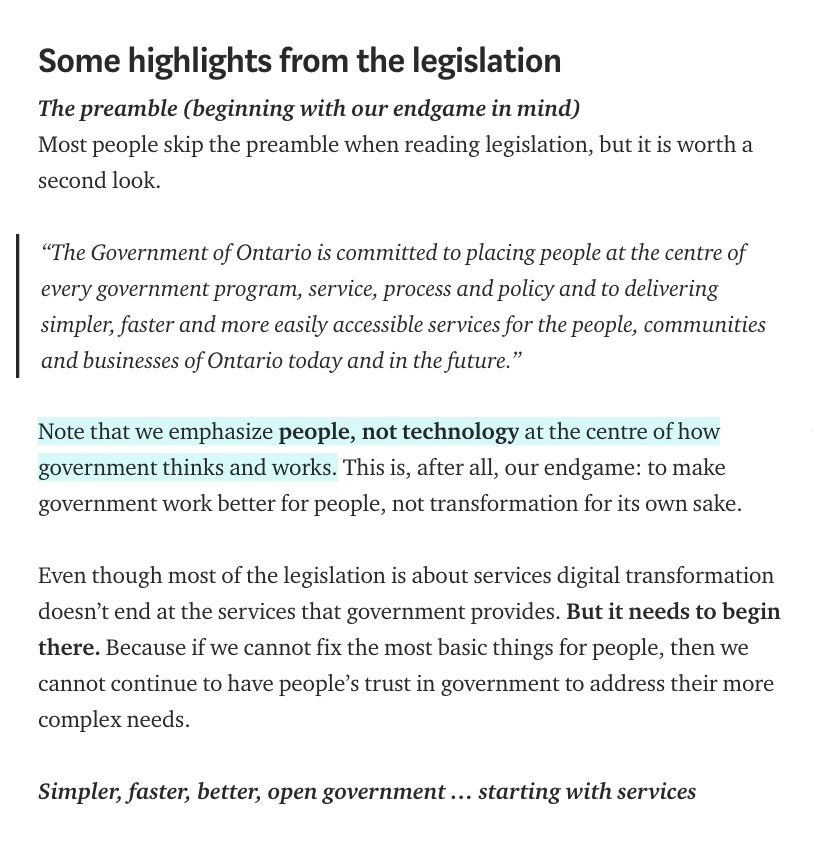 Some highlights from the legislation
The preamble (beginning with our endgame in mind)
Most people skip the preamble when reading legislation, but it is worth a
second look.
“The Government of Ontario is committed to placing people at the centre of
every government program, service, process and policy and to delivering
simpler, faster and more easily accessible services for the people, communities
and businesses of Ontario today and in the future.”
Note that we emphasize people, not technology at the centre of how
government thinks and works. This is, after all, our endgame: to make
government work better for people, not transformation for its own sake.
Even though most of the legislation is about services digital transformation
doesn’t end at the services that government provides. But it needs to begin
there. Because if we cannot fix the most basic things for people, then we
cannot continue to have people’s trust in government to address their more
complex needs.
Simpler, faster, better, open government … starting with services